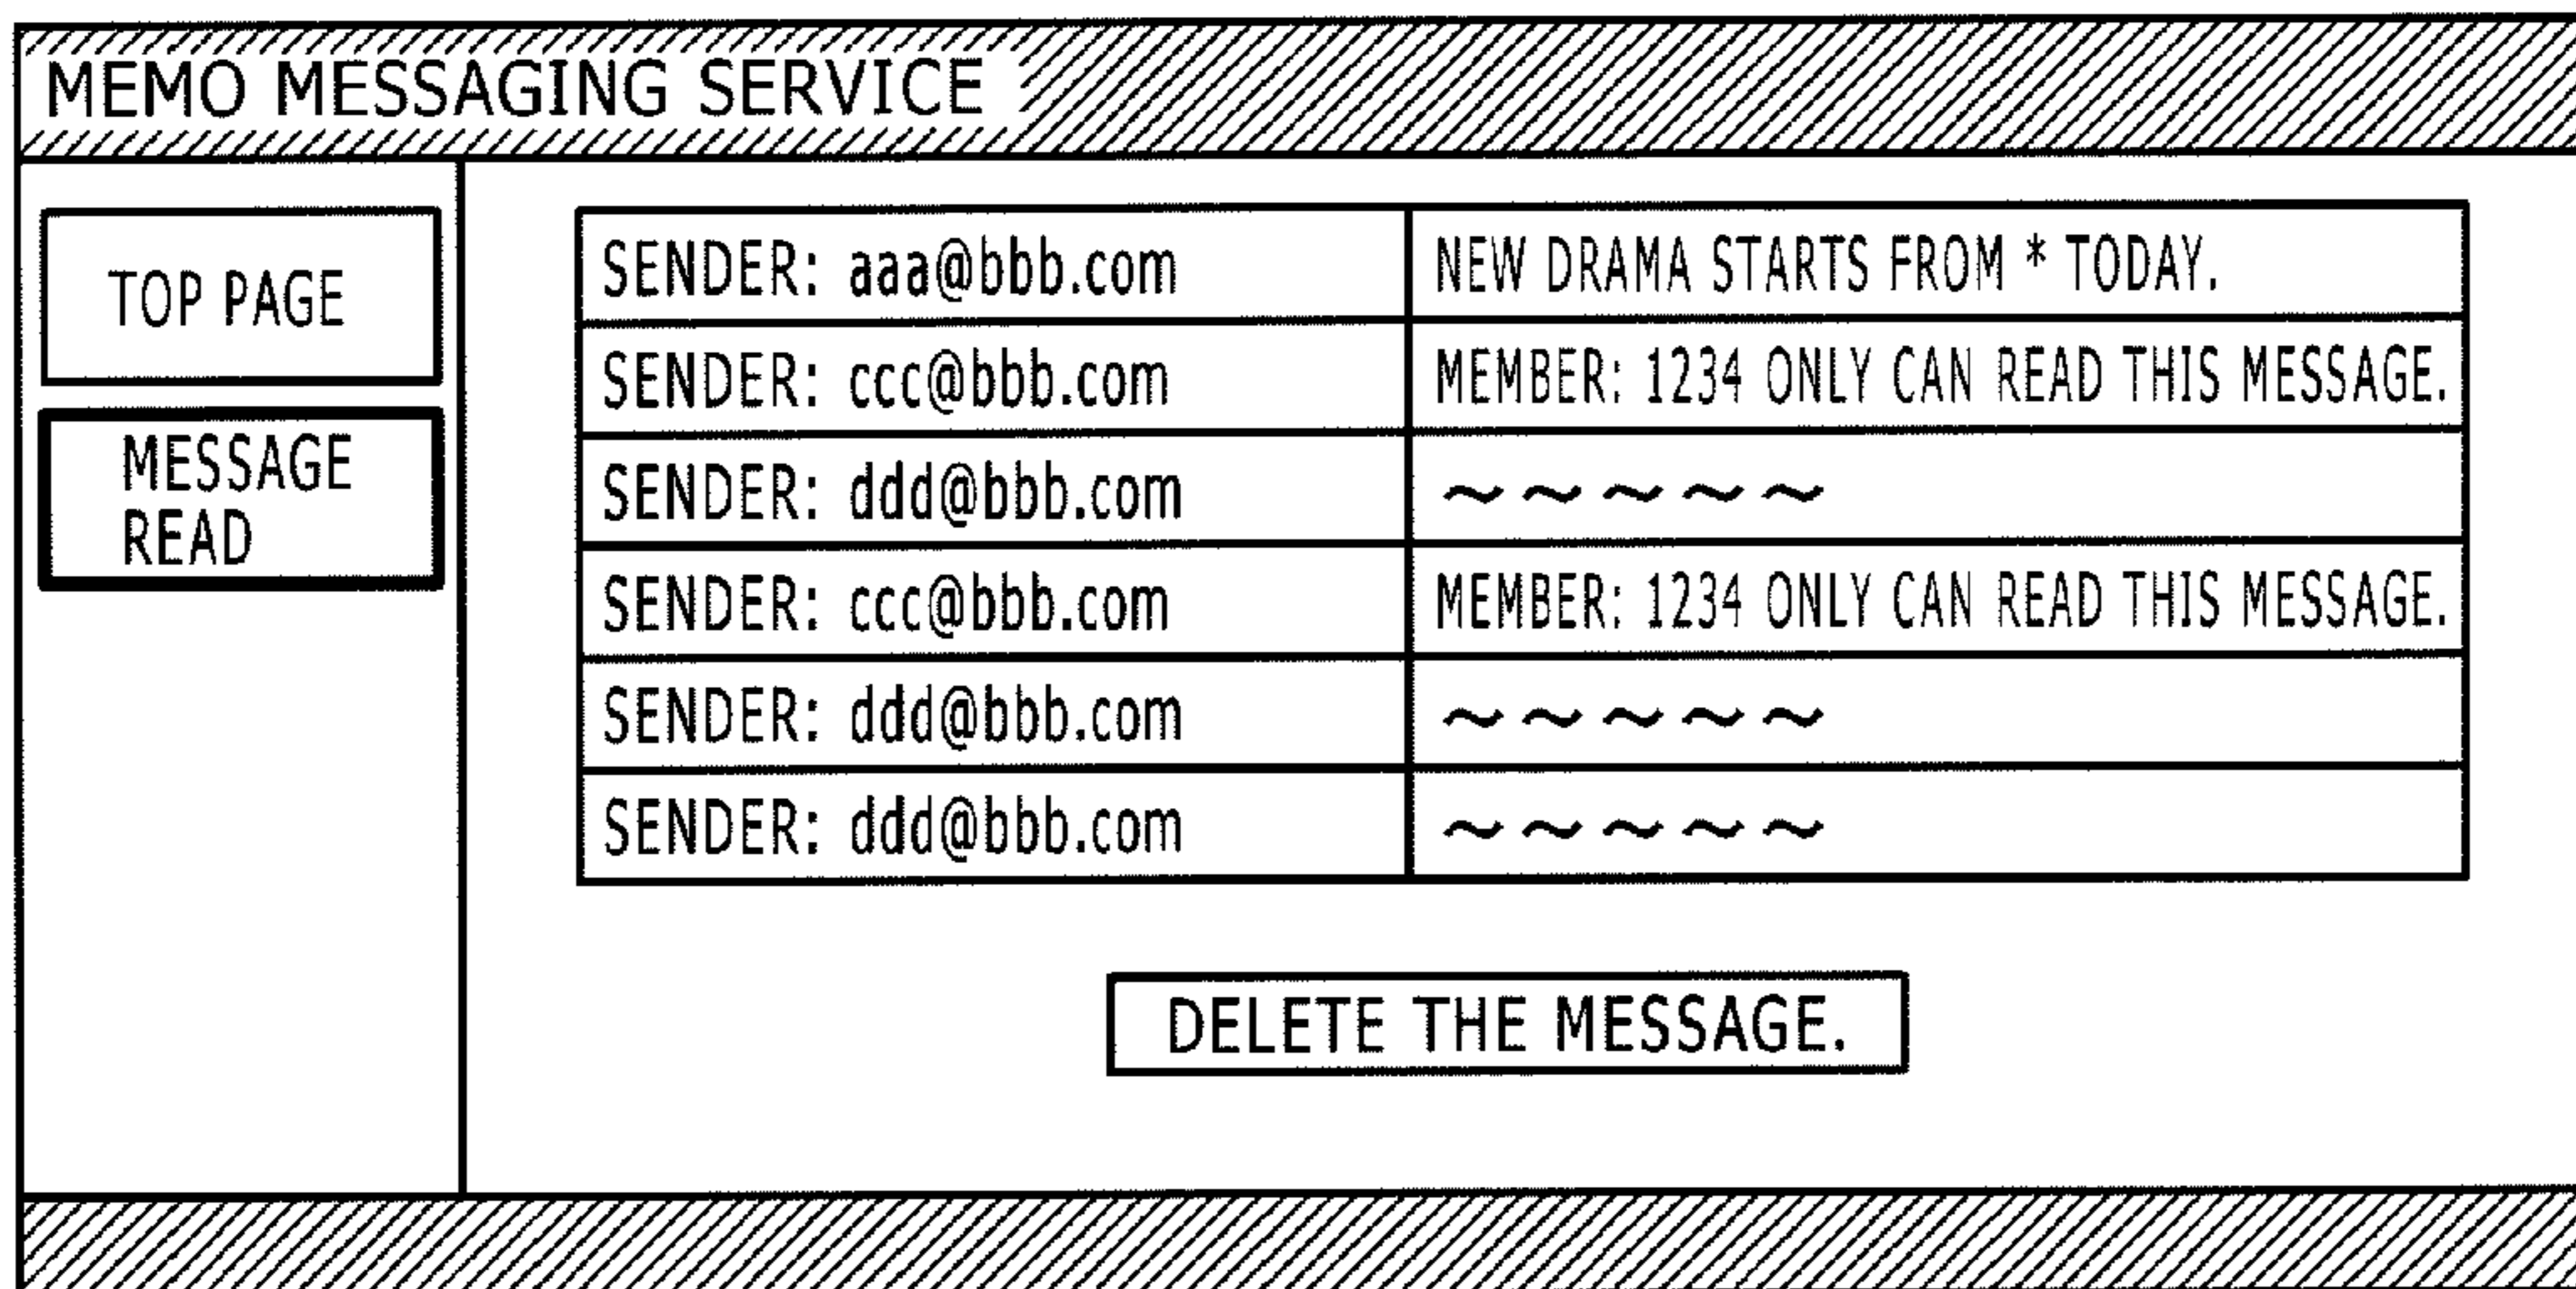 MEMO MESSAGING SERVICE
TOP PAGE
MESSAGE
READ
SENDER: aaa@bbb.com NEW DRAMA STARTS FROM * TODAY.
SENDER: ccc@bbb.com MEMBER: 1234 ONLY CAN READ THIS MESSAGE.
SENDER: ddd@bbb.com ~~~~~
SENDER: ccc@bbb.com MEMBER: 1234 ONLY CAN READ THIS MESSAGE.
SENDER: ddd@bbb.com ~~~~~
SENDER: ddd@bbb.com ~~~~~
DELETE THE MESSAGE.